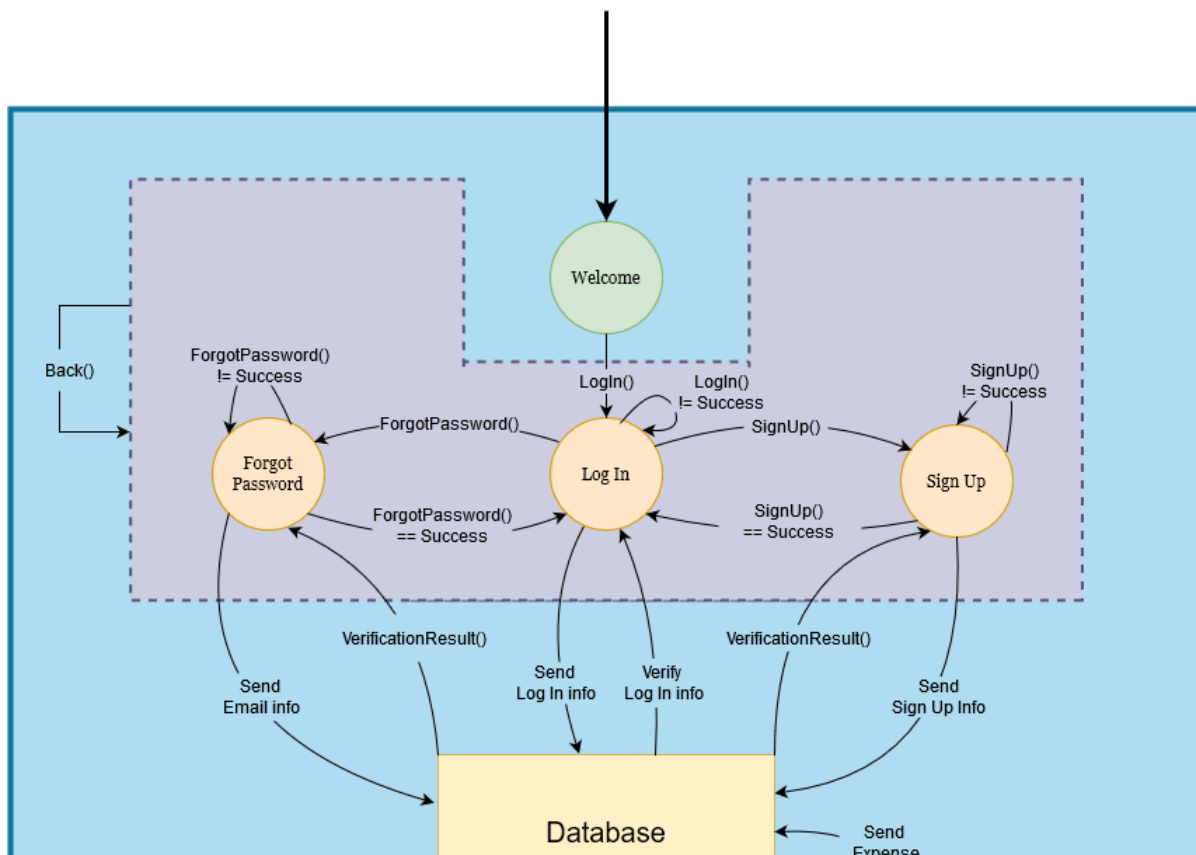 Welcome
ForgotPassword()
!= Success
Back()
LogIn()
LogIn()
!= Success
SignUp()
!= Success
ForgotPassword()
SignUp()
Forgot
Password
Log In
Sign Up
ForgotPassword()
== Success
SignUp()
== Success
VerificationResult()
VerificationResult()
Send
Email info
Send
Log In info
Verify
Log In info
Send
Sign Up Info
Database
Send
Expense